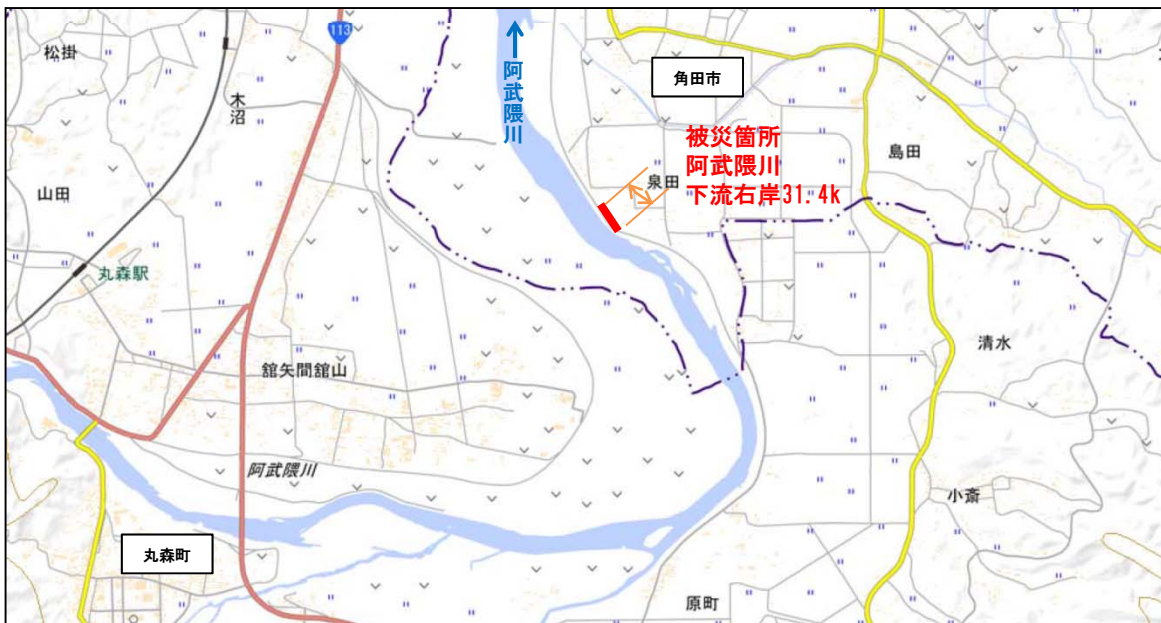 松掛
113
阿武隈川
角田市
木沼
被災箇所
阿武隈川
下流右岸31.4k
島田
泉田
山田
丸森駅
清水
舘矢間舘山
阿武隈川
小斎
丸森町
原町